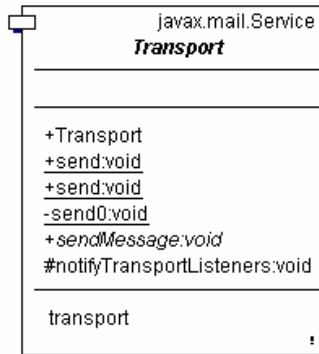 javax.mail.Service
Transport
+Transport
+send:void
+send:void
-send0:void
+sendMessage:void
#notifyTransportListeners:void
transport
!